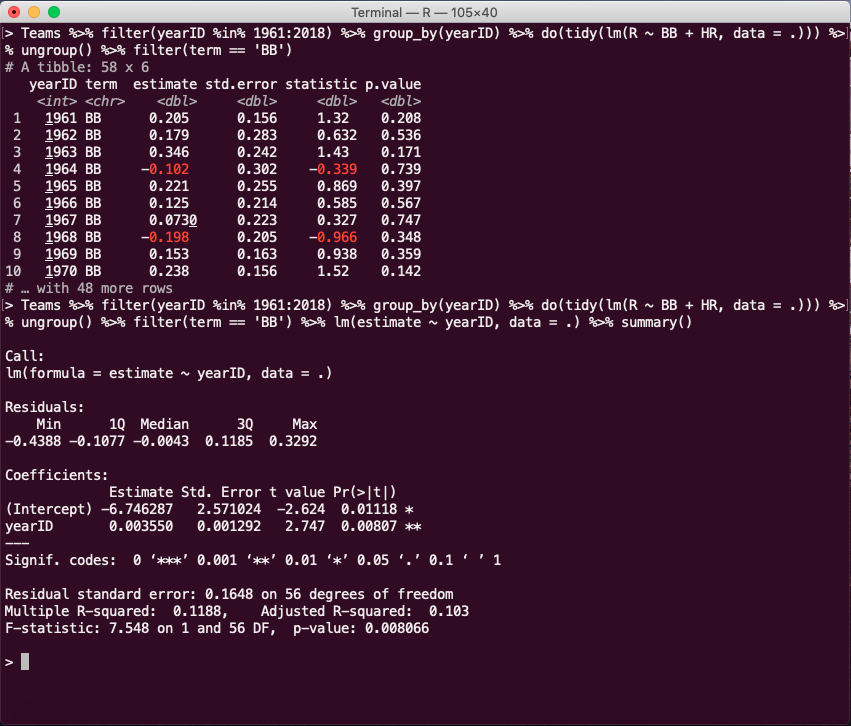 Terminal — R — 105×40
[> Teams %>% filter(yearID %in% 1961:2018) %>% group_by(yearID) %>% do(tidy(lm(R ~ BB + HR, data = .))) %>]
% ungroup() %>% filter(term == 'BB')
# A tibble: 58 x 6
   yearID term  estimate std.error statistic p.value
    <int> <chr>    <dbl>     <dbl>     <dbl>   <dbl>
 1   1961 BB      0.205      0.156     1.32    0.208
 2   1962 BB      0.179      0.283     0.632   0.536
 3   1963 BB      0.346      0.242     1.43    0.171
 4   1964 BB     -0.102      0.302    -0.339   0.739
 5   1965 BB      0.221      0.255     0.869   0.397
 6   1966 BB      0.125      0.214     0.585   0.567
 7   1967 BB      0.0730     0.223     0.327   0.747
 8   1968 BB     -0.198      0.205    -0.966   0.348
 9   1969 BB      0.153      0.163     0.938   0.359
10   1970 BB      0.238      0.156     1.52    0.142
# … with 48 more rows
[> Teams %>% filter(yearID %in% 1961:2018) %>% group_by(yearID) %>% do(tidy(lm(R ~ BB + HR, data = .))) %>]
% ungroup() %>% filter(term == 'BB') %>% lm(estimate ~ yearID, data = .) %>% summary()
Call:
lm(formula = estimate ~ yearID, data = .)
Residuals:
    Min      1Q  Median      3Q     Max
-0.4388 -0.1077 -0.0043  0.1185  0.3292
Coefficients:
             Estimate Std. Error t value Pr(>|t|)
(Intercept) -6.746287   2.571024  -2.624  0.01118 *
yearID       0.003550   0.001292   2.747  0.00807 **
---
Signif. codes:  0 ‘***’ 0.001 ‘**’ 0.01 ‘*’ 0.05 ‘.’ 0.1 ‘ ’ 1
Residual standard error: 0.1648 on 56 degrees of freedom
Multiple R-squared:  0.1188,    Adjusted R-squared:  0.103
F-statistic: 7.548 on 1 and 56 DF,  p-value: 0.008066
>